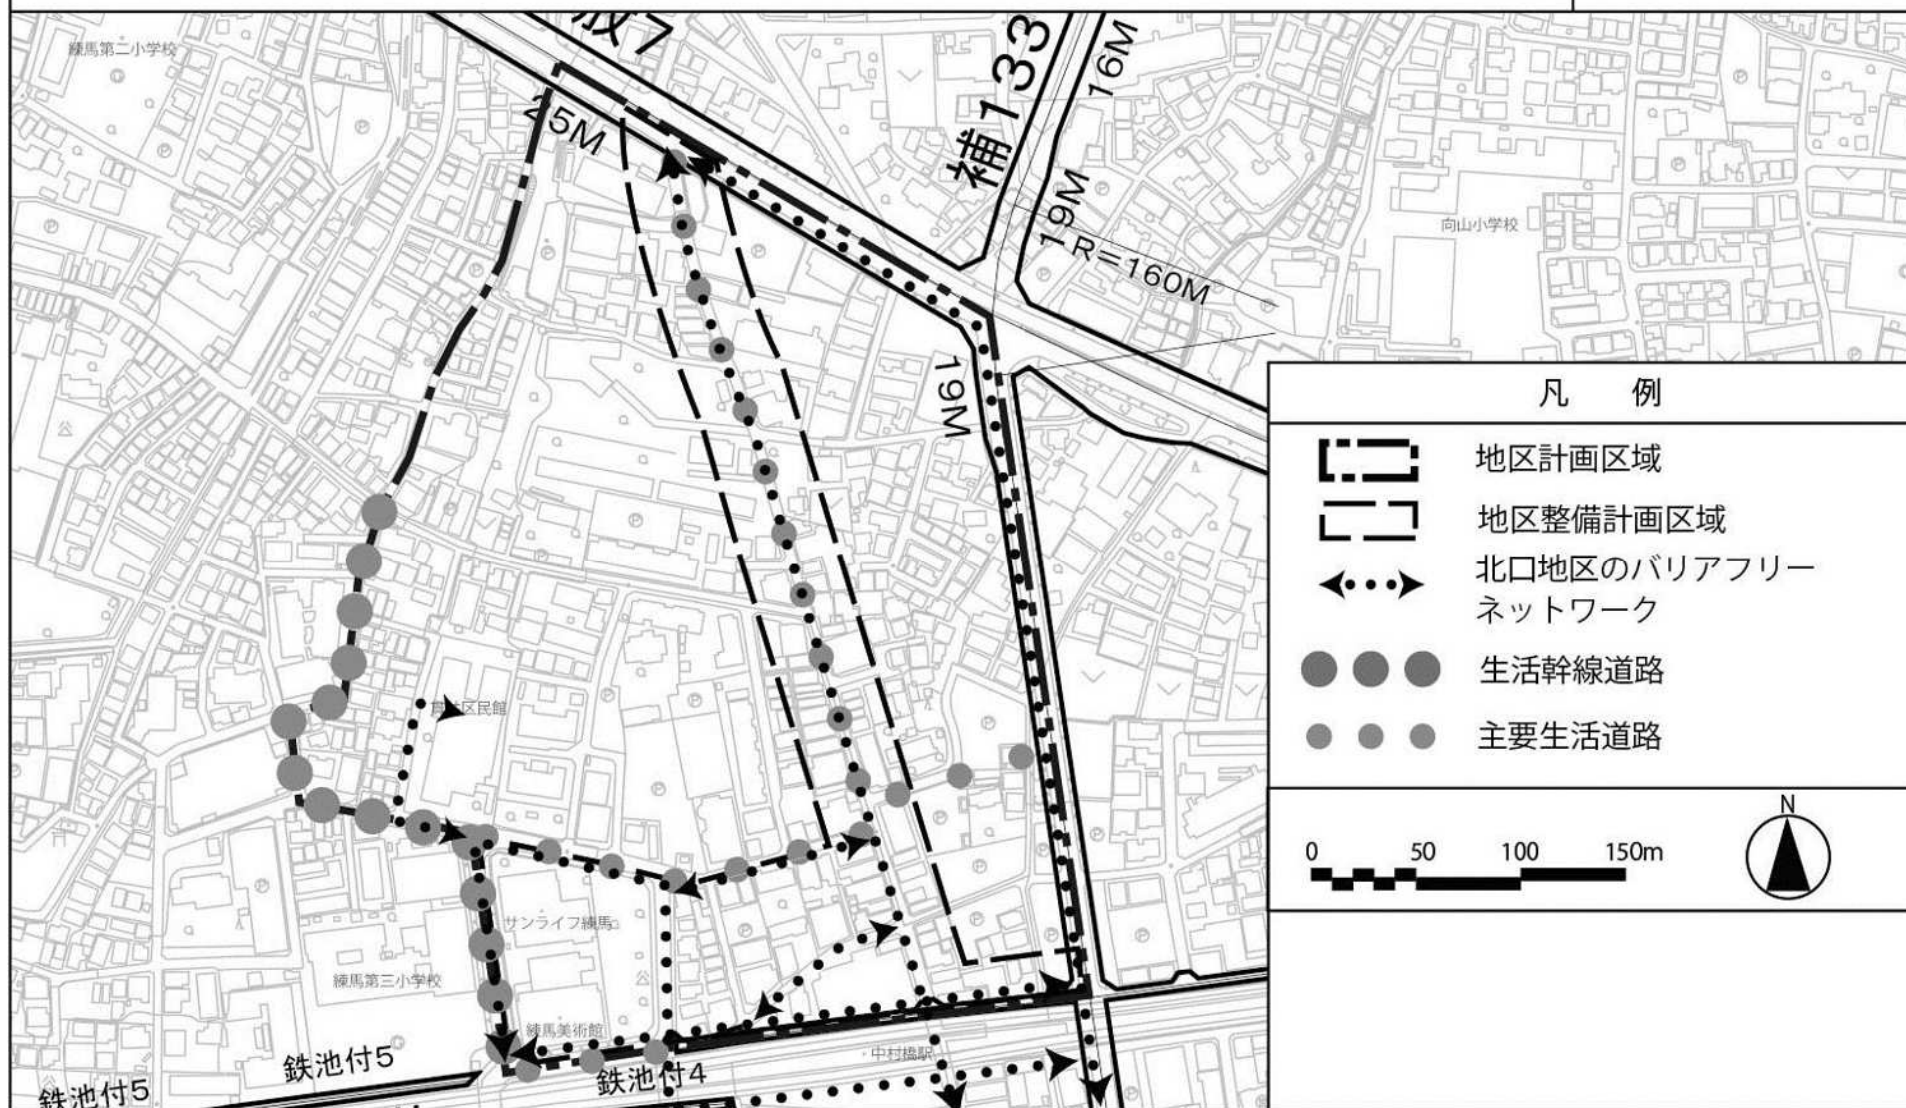 放7
練馬第二小学校
補133
16M
25M
19M
向山小学校
R=160M
19M
凡 例
地区計画区域
地区整備計画区域
北口地区のバリアフリー
ネットワーク
生活幹線道路
主要生活道路
区民館
N
0 50 100 150m
サンライフ練馬
練馬第三小学校
練馬美術館
中村橋駅
鉄池付5
鉄池付4
鉄池付5